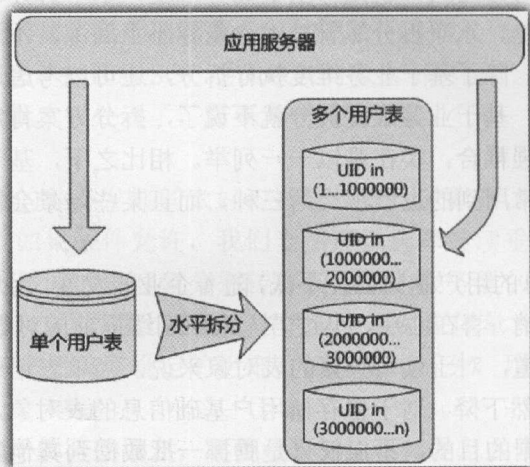 应用服务器
多个用户表
UID in
(1...1000000)
UID in
(1000000...
2000000)
UID in
(2000000...
3000000)
UID in
(3000000...n)
单个用户表
水平拆分